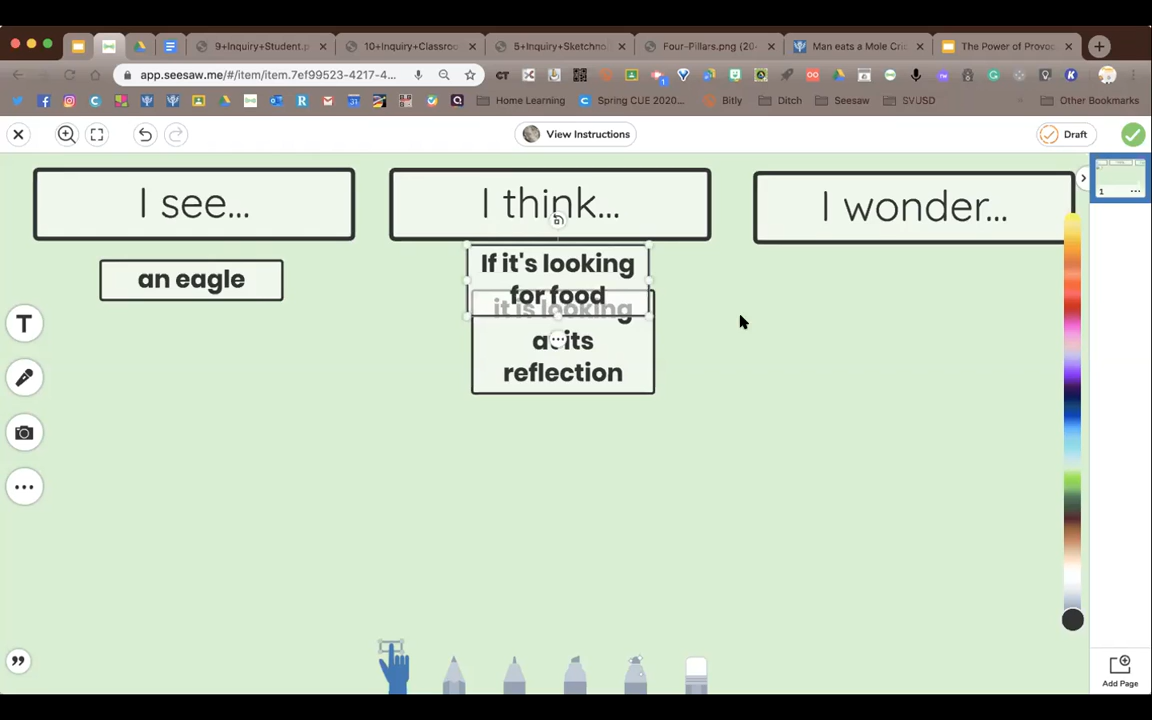 9+Inquiry+Student.p
10+Inquiry+Classroo
5+Inquiry+Sketchno
Four-Pillars.png (20
Man eats a Mole Cri
The Power of Provoc
app.seesaw.me/#/item/item.7ef99523-4217-4...
Home Learning
Spring CUE 2020...
Bitly
Ditch
Seesaw
SVUSD
Other Bookmarks
View Instructions
Draft
I see...
I think...
I wonder...
an eagle
If it's looking
for food
it is looking
at its
reflection
T
1
Add Page